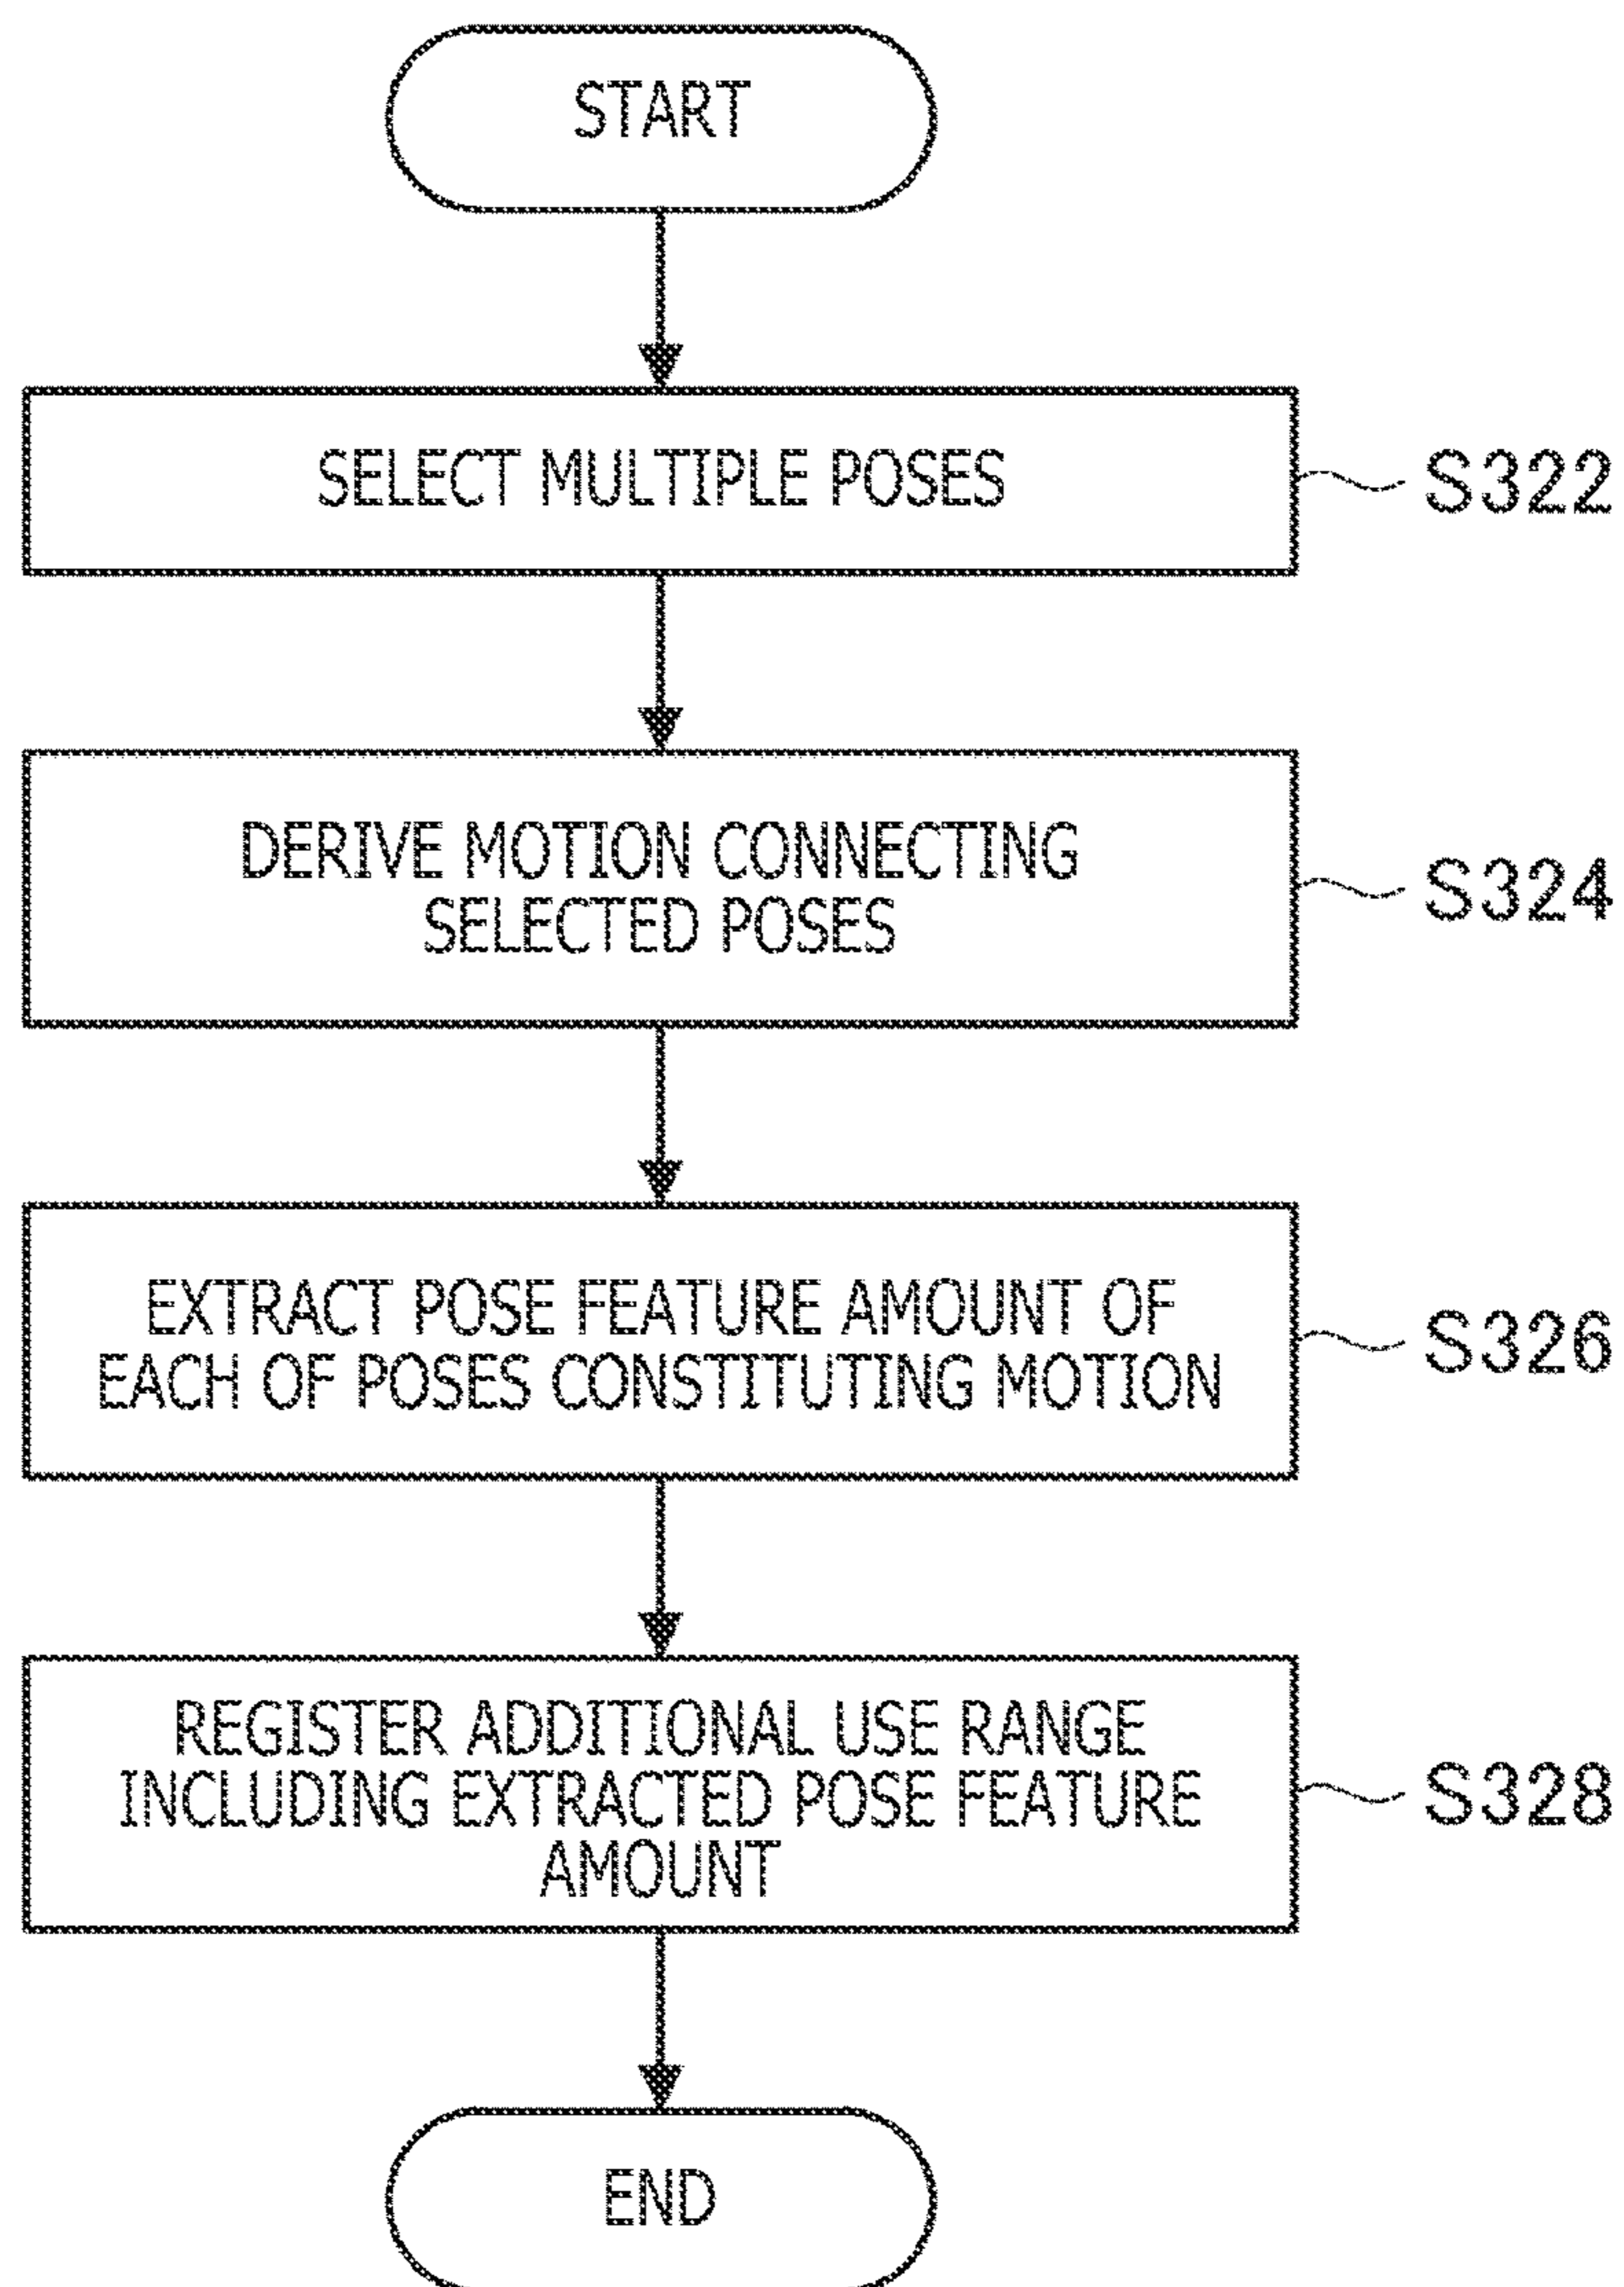 START
SELECT MULTIPLE POSES
S322
DERIVE MOTION CONNECTING
SELECTED POSES
S324
EXTRACT POSE FEATURE AMOUNT OF
EACH OF POSES CONSTITUTING MOTION
S326
REGISTER ADDITIONAL USE RANGE
INCLUDING EXTRACTED POSE FEATURE
AMOUNT
S328
END